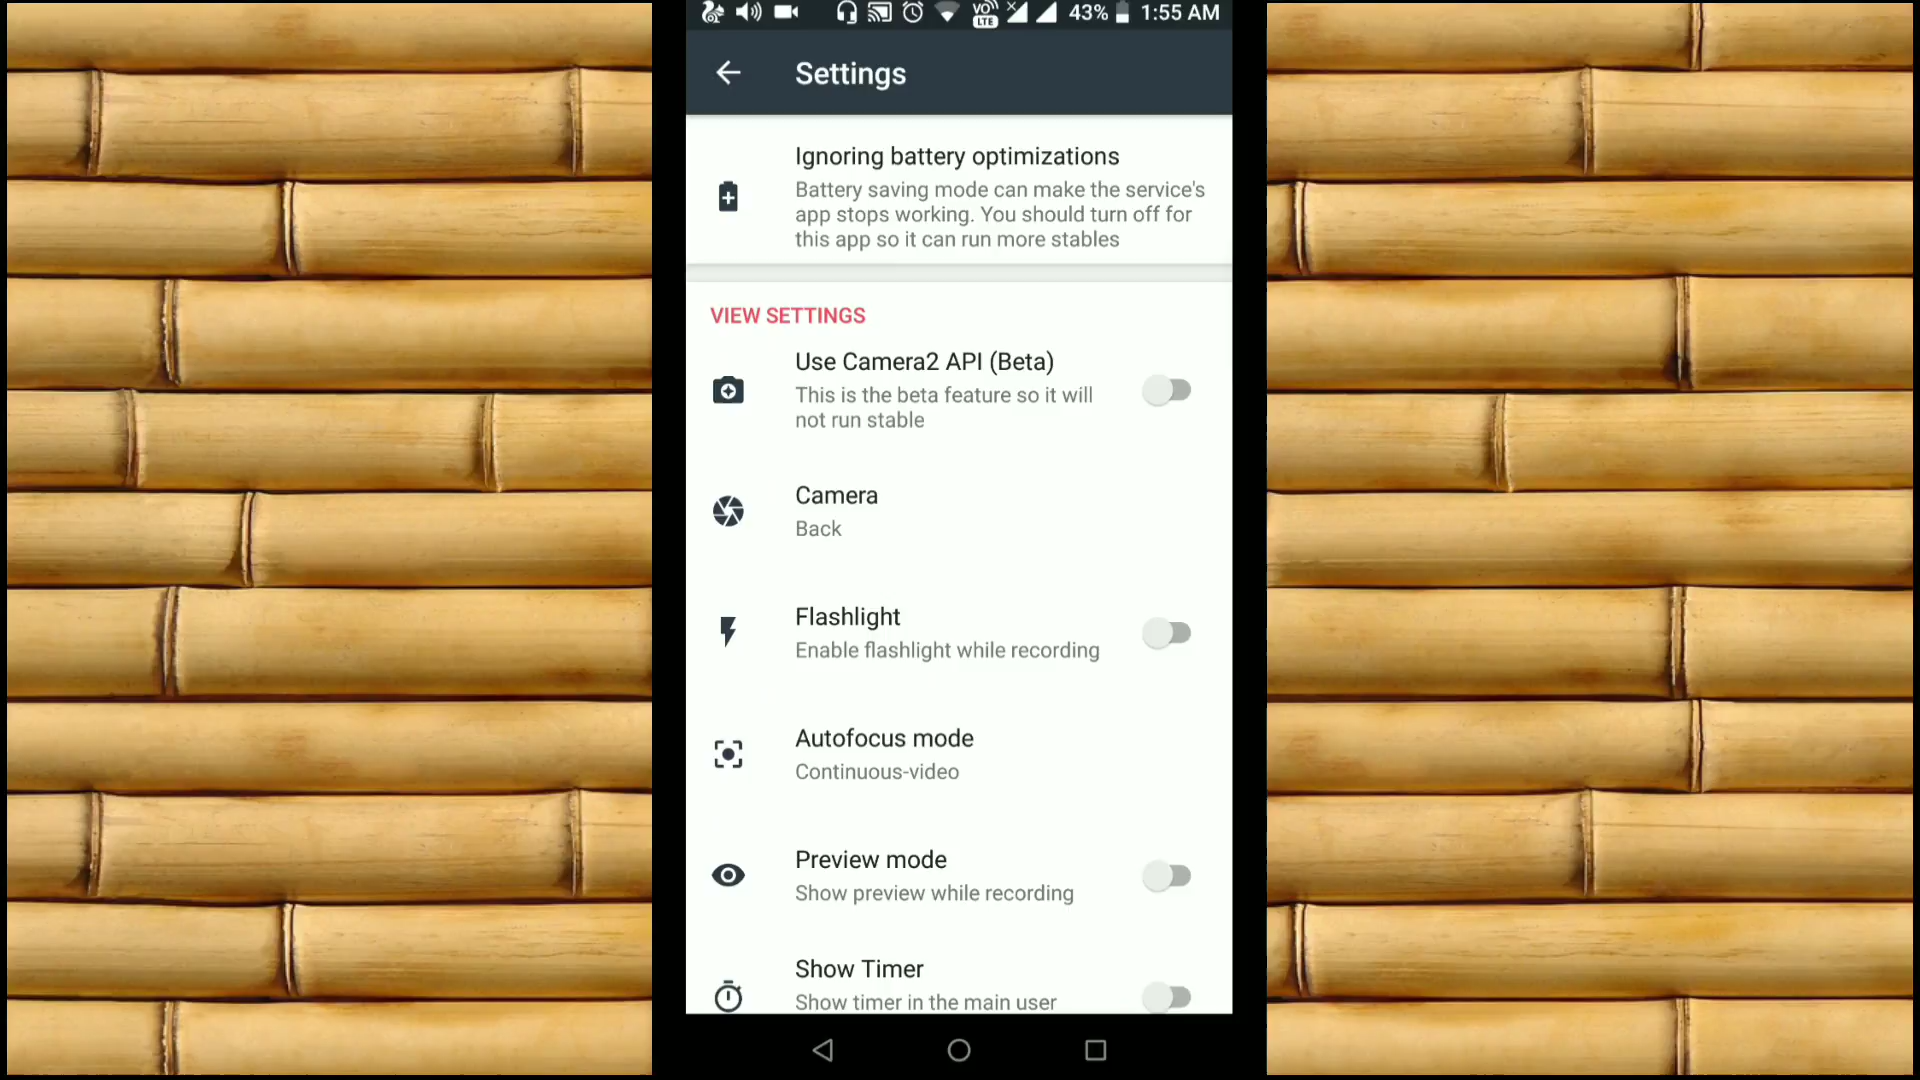 VO
LTE
43%
1:55 AM
Settings
Ignoring battery optimizations
Battery saving mode can make the service's
app stops working. You should turn off for
this app so it can run more stables
VIEW SETTINGS
Use Camera2 API (Beta)
This is the beta feature so it will
not run stable
Camera
Back
Flashlight
Enable flashlight while recording
Autofocus mode
Continuous-video
Preview mode
Show preview while recording
Show Timer
Show timer in the main user